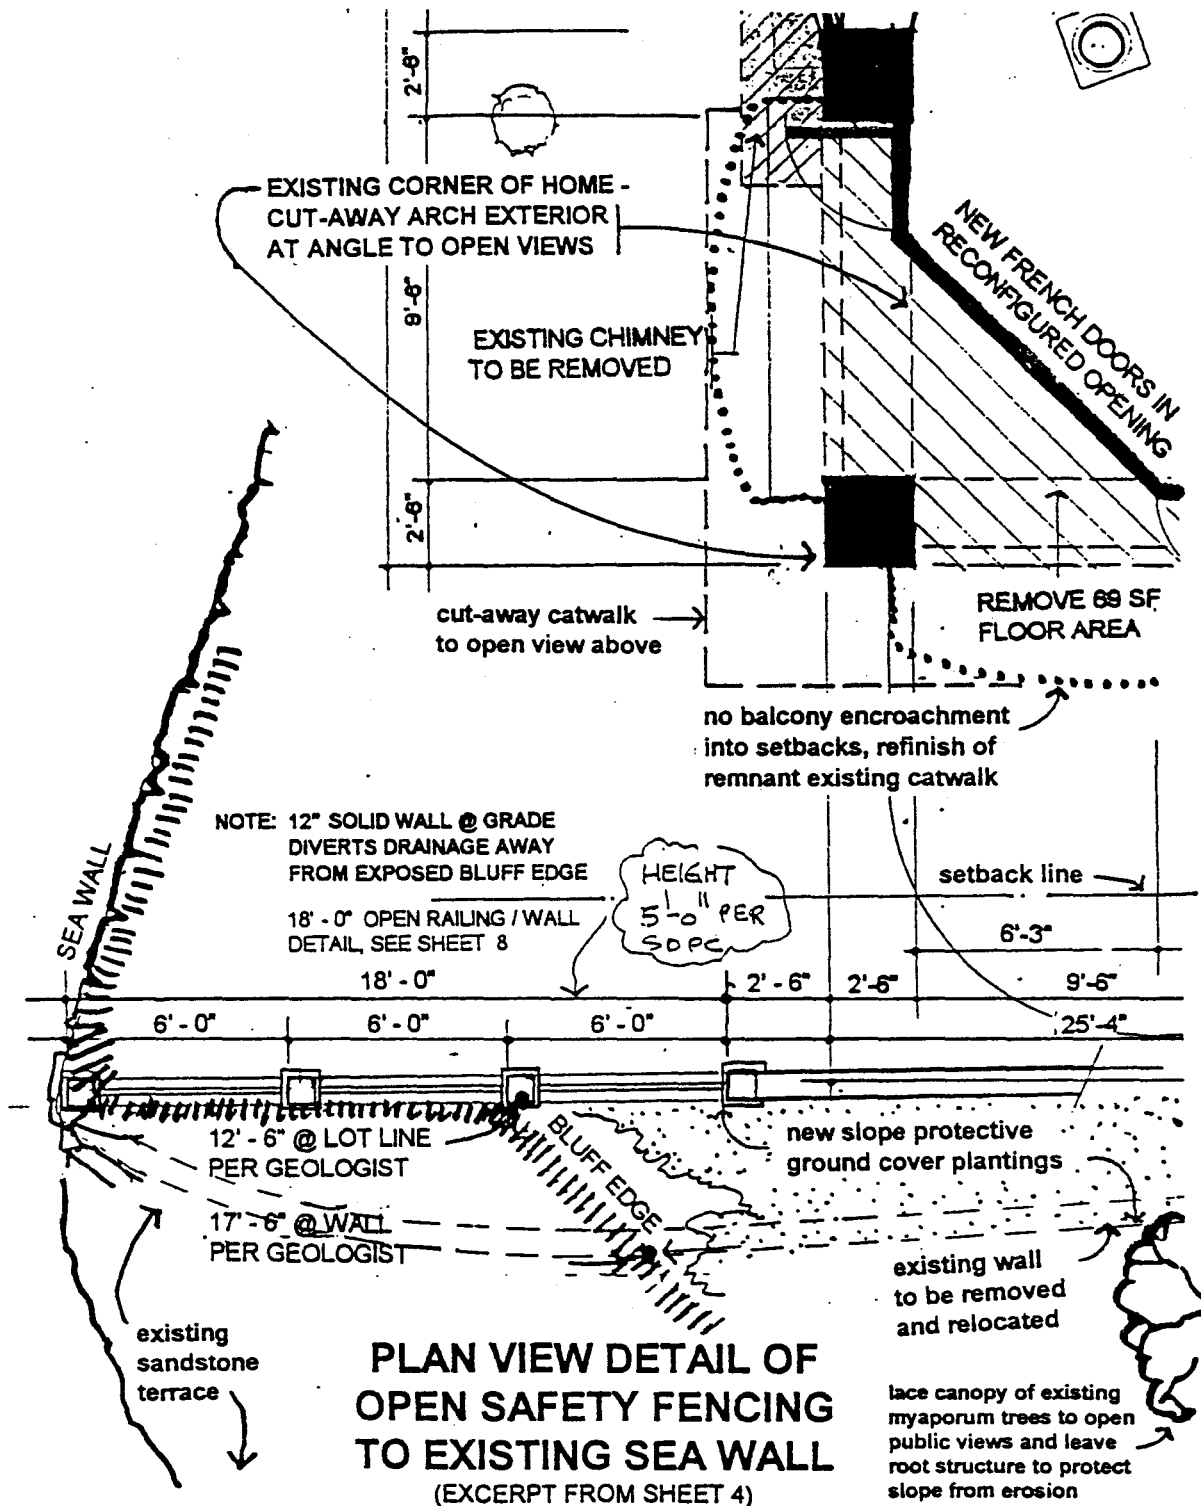 2'-6"
EXISTING CORNER OF HOME -
CUT-AWAY ARCH EXTERIOR
AT ANGLE TO OPEN VIEWS
9'-6"
NEW FRENCH DOORS IN
RECONFIGURED OPENING
EXISTING CHIMNEY
TO BE REMOVED
2'-6"
cut-away catwalk
to open view above
REMOVE 69 SF
FLOOR AREA
no balcony encroachment
into setbacks, refinish of
remnant existing catwalk
NOTE: 12" SOLID WALL @ GRADE
DIVERTS DRAINAGE AWAY
FROM EXPOSED BLUFF EDGE
18' - 0" OPEN RAILING / WALL
DETAIL, SEE SHEET 8
HEIGHT
5'-0" PER
SDPC
setback line
SEA WALL
6'-3"
18' - 0"
2' - 6"
2'-6"
9'-6"
6' - 0"
6' - 0"
6' - 0"
25'-4"
12' - 6" @ LOT LINE
PER GEOLOGIST
BLUFF EDGE
new slope protective
ground cover plantings
17' - 6" @ WALL
PER GEOLOGIST
existing wall
to be removed
and relocated
existing
sandstone
terrace
PLAN VIEW DETAIL OF
OPEN SAFETY FENCING
TO EXISTING SEA WALL
(EXCERPT FROM SHEET 4)
lace canopy of existing
myaporum trees to open
public views and leave
root structure to protect
slope from erosion